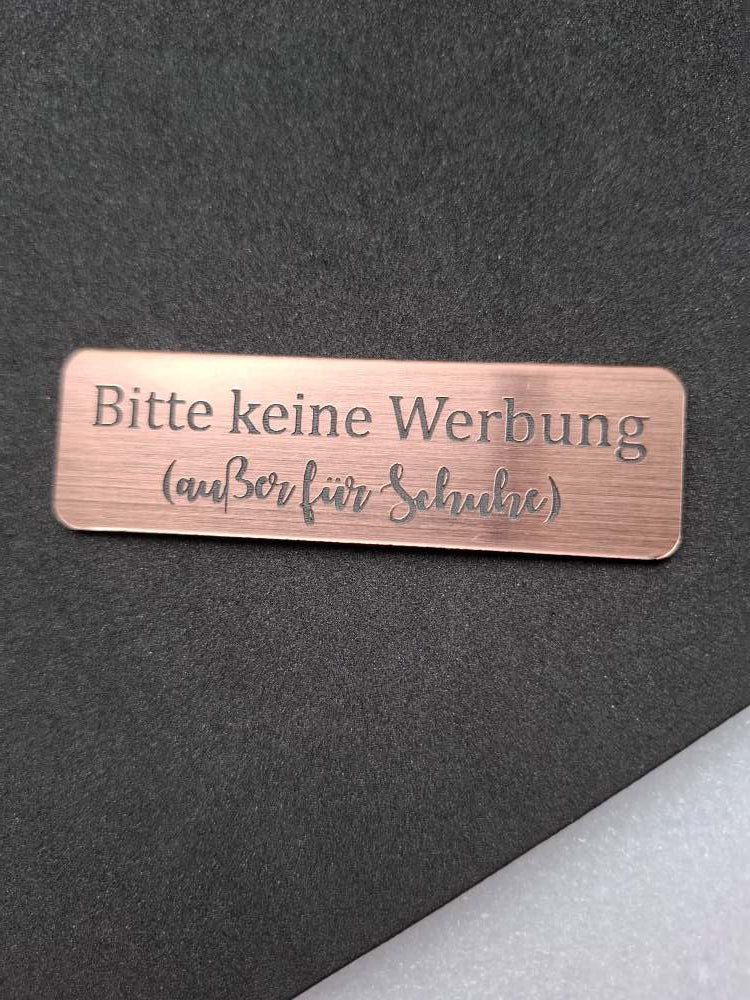 Bitte keine Werbung
(außer für Schuhe)